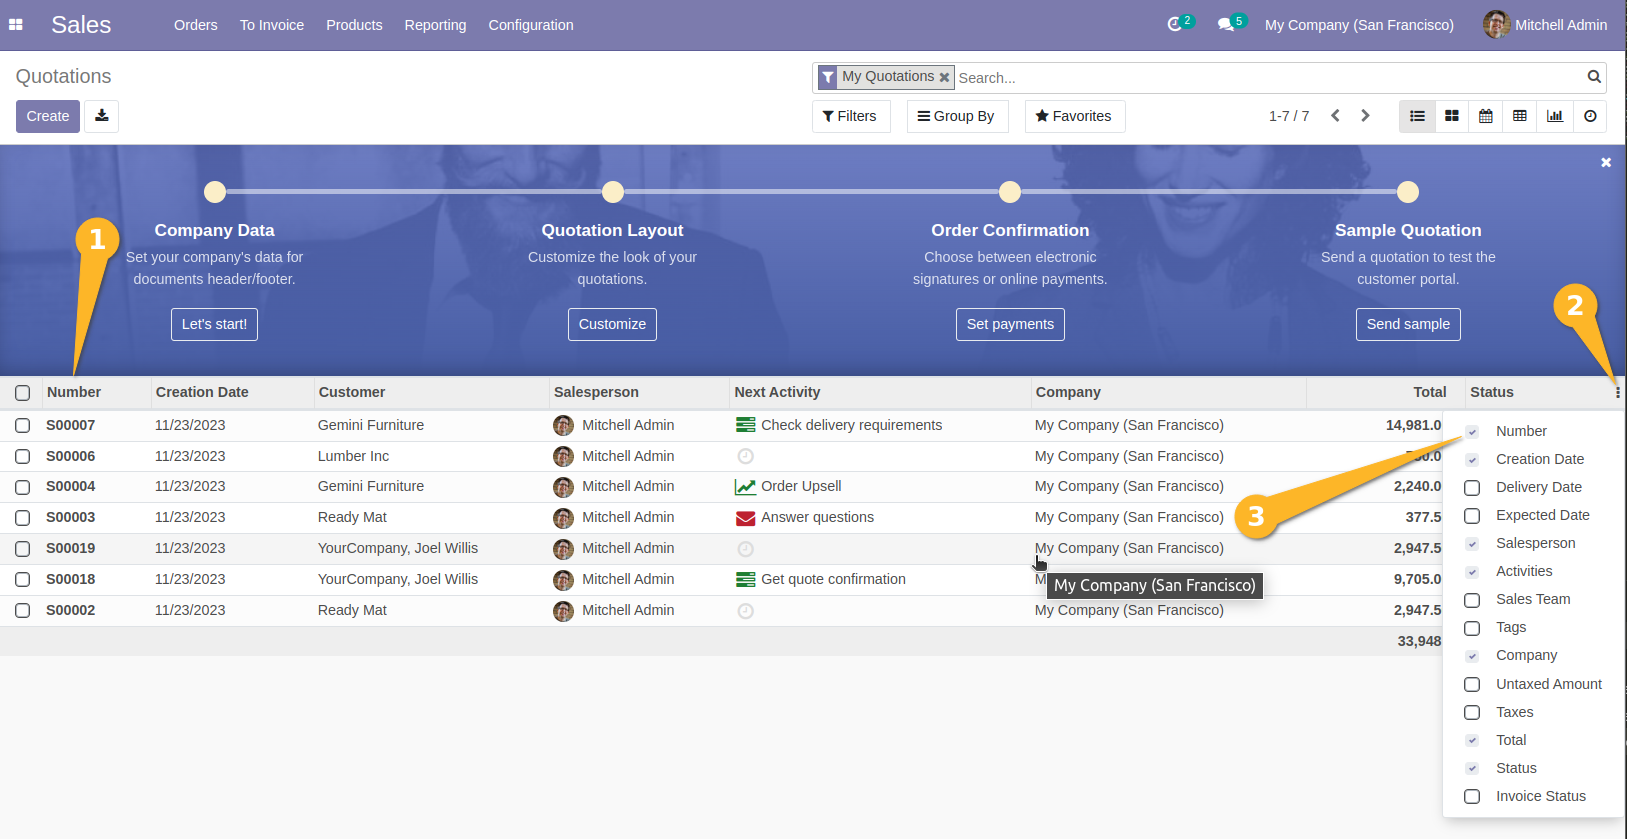 Sales Orders To Invoice Products Reporting Configuration 2 5 My Company (San Francisco) Mitchell Admin
Quotations My Quotations Search...
Create Filters Group By Favorites 1-7 / 7
Company Data Quotation Layout Order Confirmation Sample Quotation
Set your company's data for Customize the look of your Choose between electronic Send a quotation to test the
documents header/footer. quotations. signatures or online payments. customer portal.
Let's start! Customize Set payments Send sample
1
2
Number Creation Date Customer Salesperson Next Activity Company Total Status
S00007 11/23/2023 Gemini Furniture Mitchell Admin Check delivery requirements My Company (San Francisco) 14,981.0
S00006 11/23/2023 Lumber Inc Mitchell Admin My Company (San Francisco)
S00004 11/23/2023 Gemini Furniture Mitchell Admin Order Upsell My Company (San Francisco) 2,240.0
S00003 11/23/2023 Ready Mat Mitchell Admin Answer questions My Company (San Francisco) 377.5
S00019 11/23/2023 YourCompany, Joel Willis Mitchell Admin My Company (San Francisco) 2,947.5
S00018 11/23/2023 YourCompany, Joel Willis Mitchell Admin Get quote confirmation 9,705.0
My Company (San Francisco)
S00002 11/23/2023 Ready Mat Mitchell Admin My Company (San Francisco) 2,947.5
33,948
3
Number
Creation Date
Delivery Date
Expected Date
Salesperson
Activities
Sales Team
Tags
Company
Untaxed Amount
Taxes
Total
Status
Invoice Status